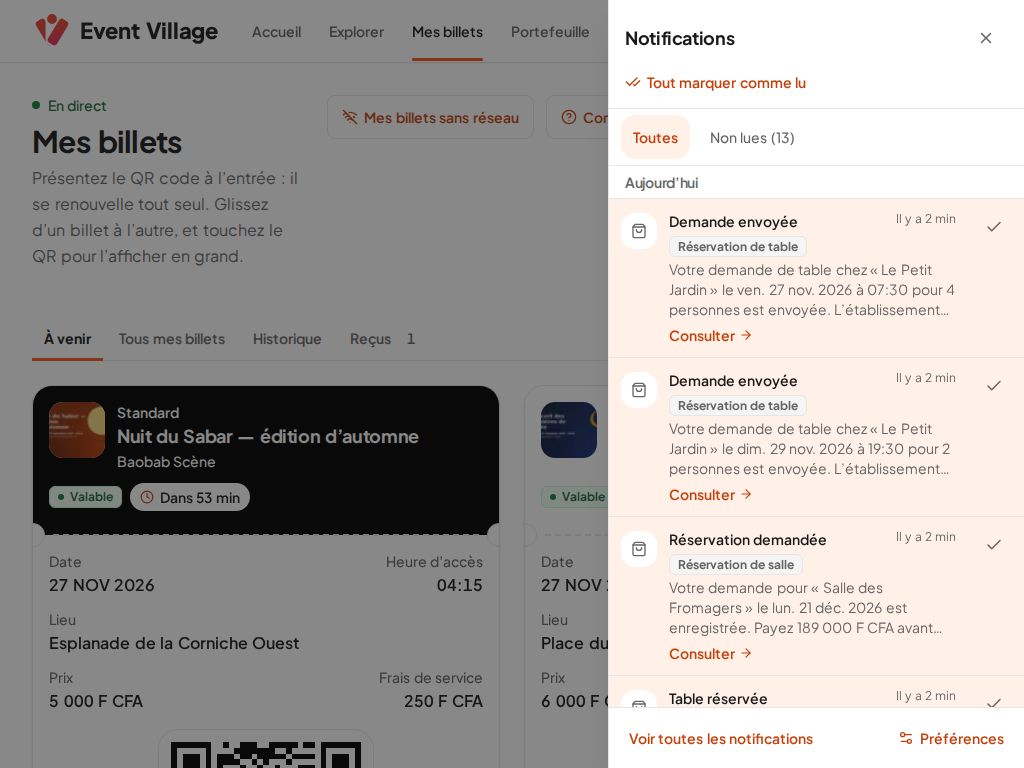 Event Village
Accueil
Explorer
Mes billets
Portefeuille
En direct
Mes billets
Présentez le QR code à l’entrée : il
se renouvelle tout seul. Glissez
d’un billet à l’autre, et touchez le
QR pour l’afficher en grand.
Mes billets sans réseau
À venir
Tous mes billets
Historique
Reçus 1
Standard
Nuit du Sabar — édition d’automne
Baobab Scène
Valable
Dans 53 min
Date
Heure d’accès
27 NOV 2026
04:15
Lieu
Esplanade de la Corniche Ouest
Prix
Frais de service
5 000 F CFA
250 F CFA
Valable
Date
27 NOV
Lieu
Place du
Prix
6 000 F
Notifications
Tout marquer comme lu
Toutes
Non lues (13)
Aujourd’hui
Demande envoyée
Il y a 2 min
Réservation de table
Votre demande de table chez « Le Petit
Jardin » le ven. 27 nov. 2026 à 07:30 pour 4
personnes est envoyée. L’établissement…
Consulter
Demande envoyée
Il y a 2 min
Réservation de table
Votre demande de table chez « Le Petit
Jardin » le dim. 29 nov. 2026 à 19:30 pour 2
personnes est envoyée. L’établissement…
Consulter
Réservation demandée
Il y a 2 min
Réservation de salle
Votre demande pour « Salle des
Fromagers » le lun. 21 déc. 2026 est
enregistrée. Payez 189 000 F CFA avant…
Consulter
Table réservée
Il y a 2 min
Voir toutes les notifications
Préférences